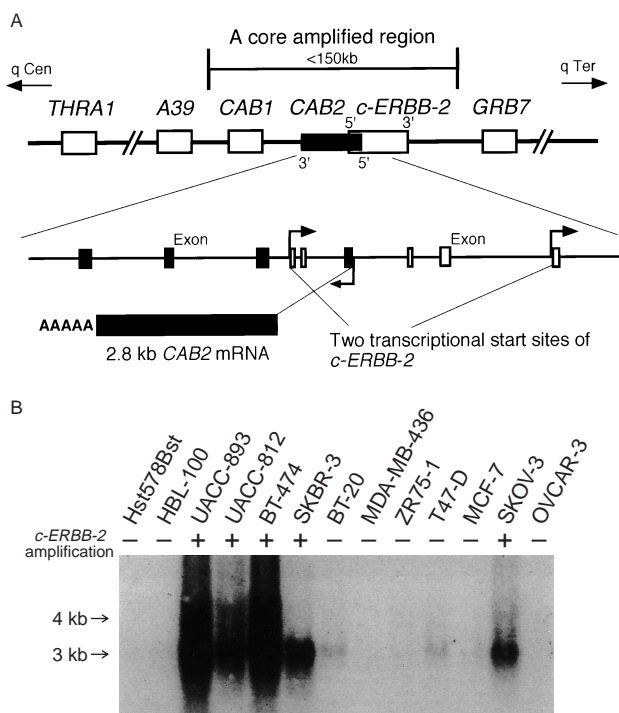 A
A core amplified region
<150kb
q Cen
q Ter
THRA1 A39 CAB1 CAB2 c-ERBB-2 GRB7
5' 3'
3' 5'
Exon Exon
AAAAA
2.8 kb CAB2 mRNA
Two transcriptional start sites of
c-ERBB-2
B
Hst578Bst HBL-100 UACC-893 UACC-812 BT-474 SKBR-3 BT-20 MDA-MB-436 ZR75-1 T47-D MCF-7 SKOV-3 OVCAR-3
c-ERBB-2
amplification
− − + + + + − − − − − + −
4 kb →
3 kb →